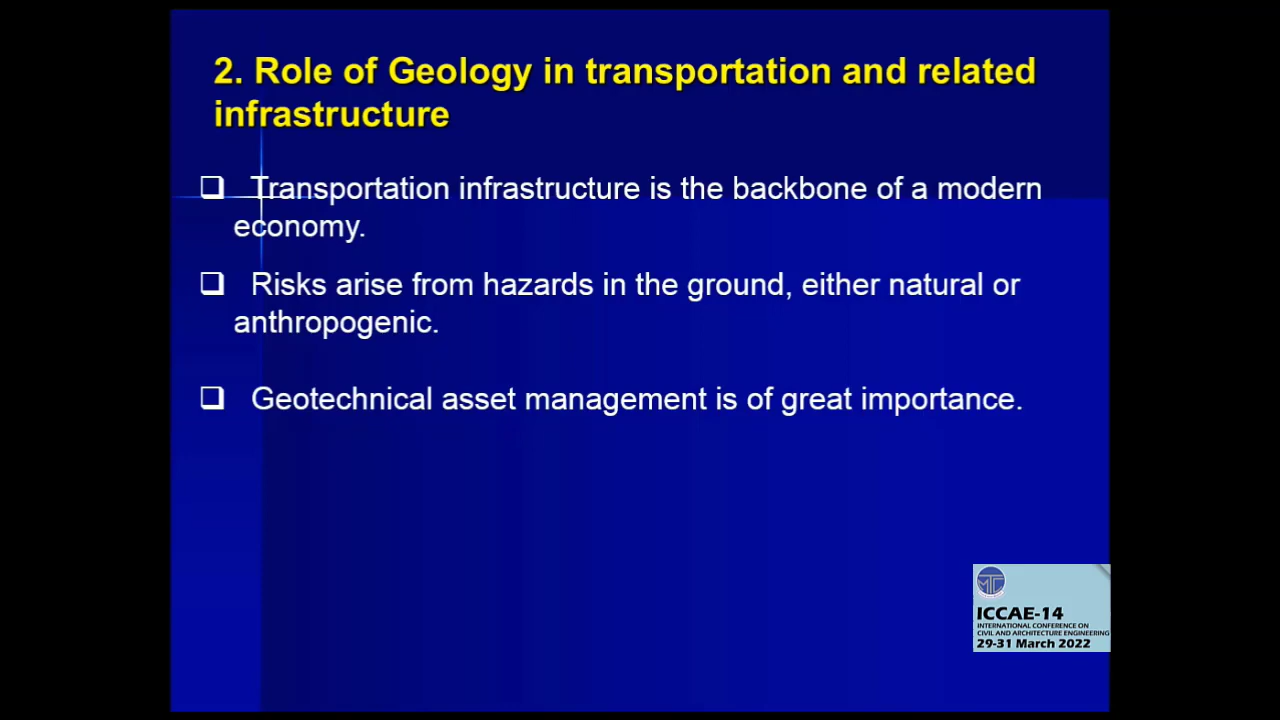 2. Role of Geology in transportation and related
infrastructure
❑ Transportation infrastructure is the backbone of a modern
economy.
❑ Risks arise from hazards in the ground, either natural or
anthropogenic.
❑ Geotechnical asset management is of great importance.
MTC
ICCAE-14
INTERNATIONAL CONFERENCE ON
CIVIL AND ARCHITECTURE ENGINEERING
29-31 March 2022